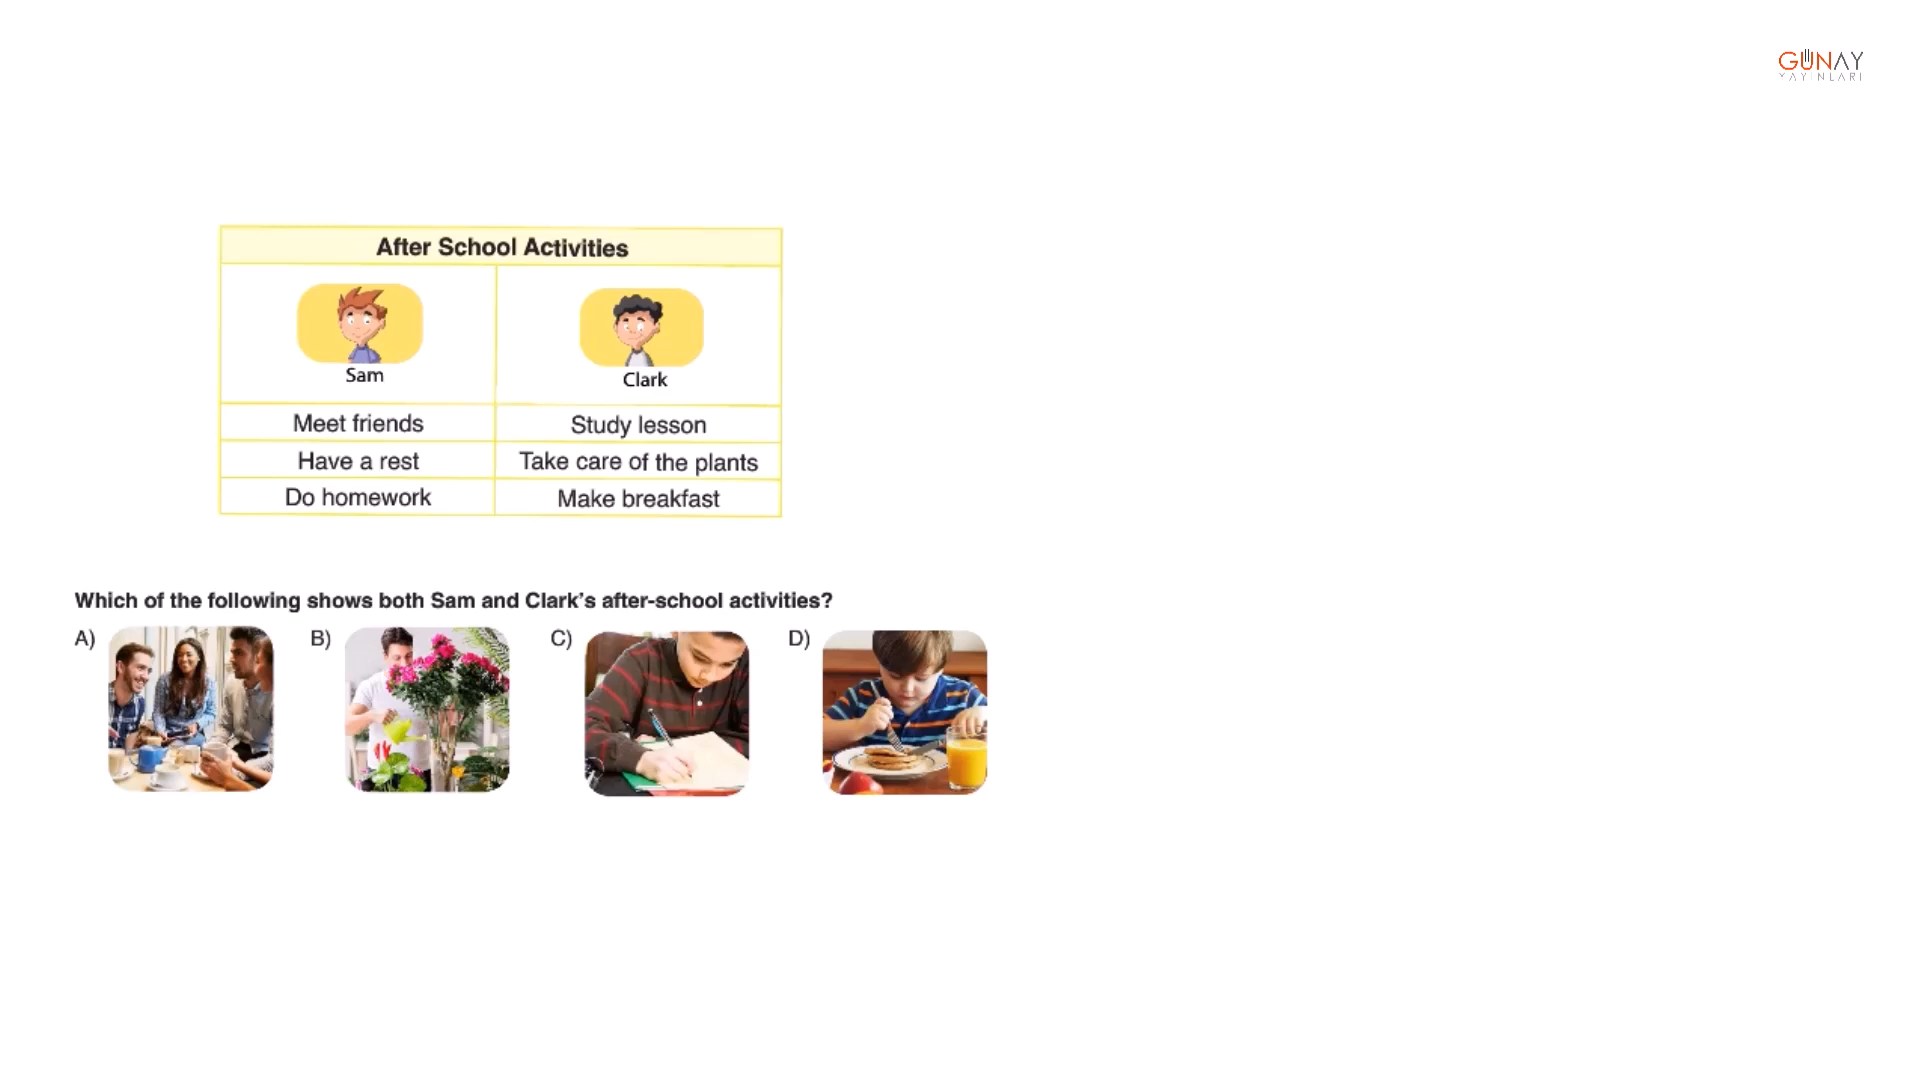 GÜNAY
YAYINLARI
After School Activities
Sam
Clark
Meet friends
Study lesson
Have a rest
Take care of the plants
Do homework
Make breakfast
Which of the following shows both Sam and Clark's after-school activities?
A)
B)
C)
D)